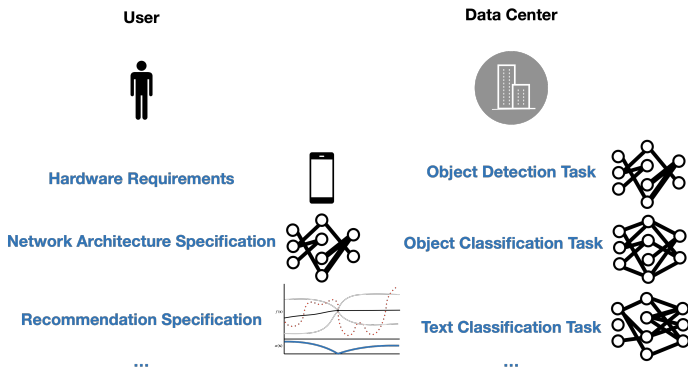 User
Data Center
Hardware Requirements
Object Detection Task
Network Architecture Specification
Object Classification Task
Recommendation Specification
Text Classification Task
...
...